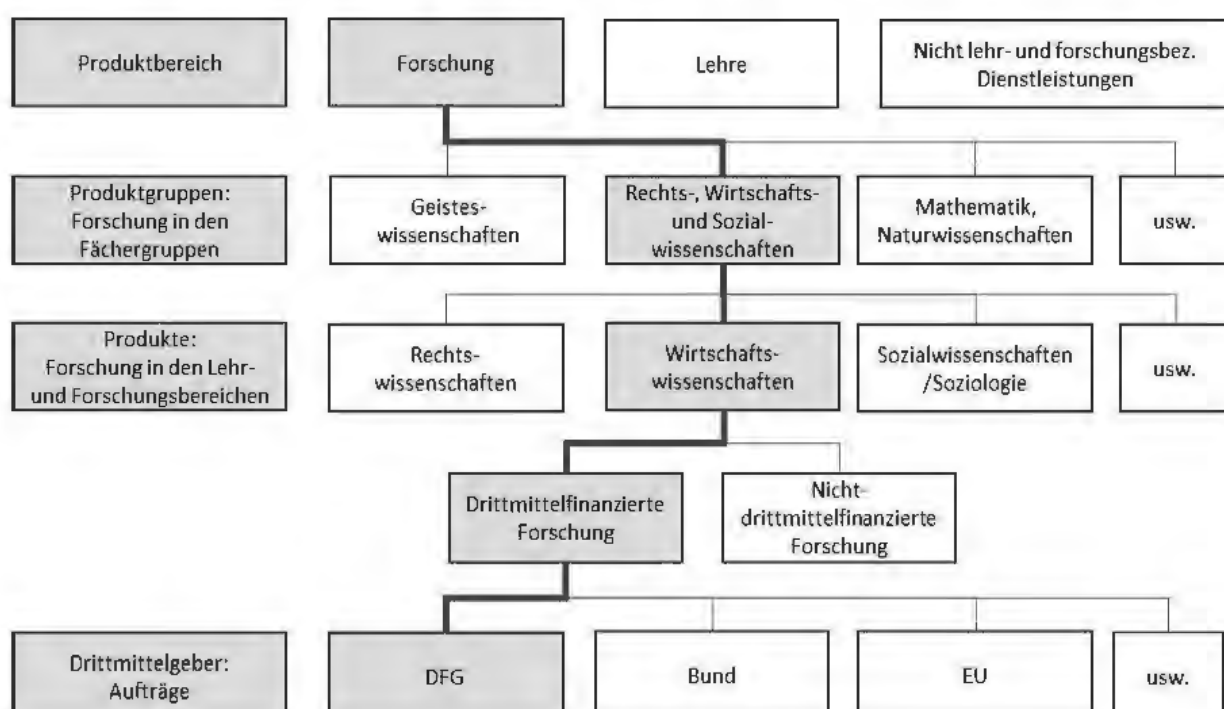 Produktbereich
Forschung
Lehre
Nicht lehr- und forschungsbez.
Dienstleistungen
Produktgruppen:
Forschung in den
Fächergruppen
Geistes-
wissenschaften
Rechts-, Wirtschafts-
und Sozial-
wissenschaften
Mathematik,
Naturwissenschaften
usw.
Produkte:
Forschung in den Lehr-
und Forschungsbereichen
Rechts-
wissenschaften
Wirtschafts-
wissenschaften
Sozialwissenschaften
/Soziologie
usw.
Drittmittelfinanzierte
Forschung
Nicht-
drittmittelfinanzierte
Forschung
Drittmittelgeber:
Aufträge
DFG
Bund
EU
usw.